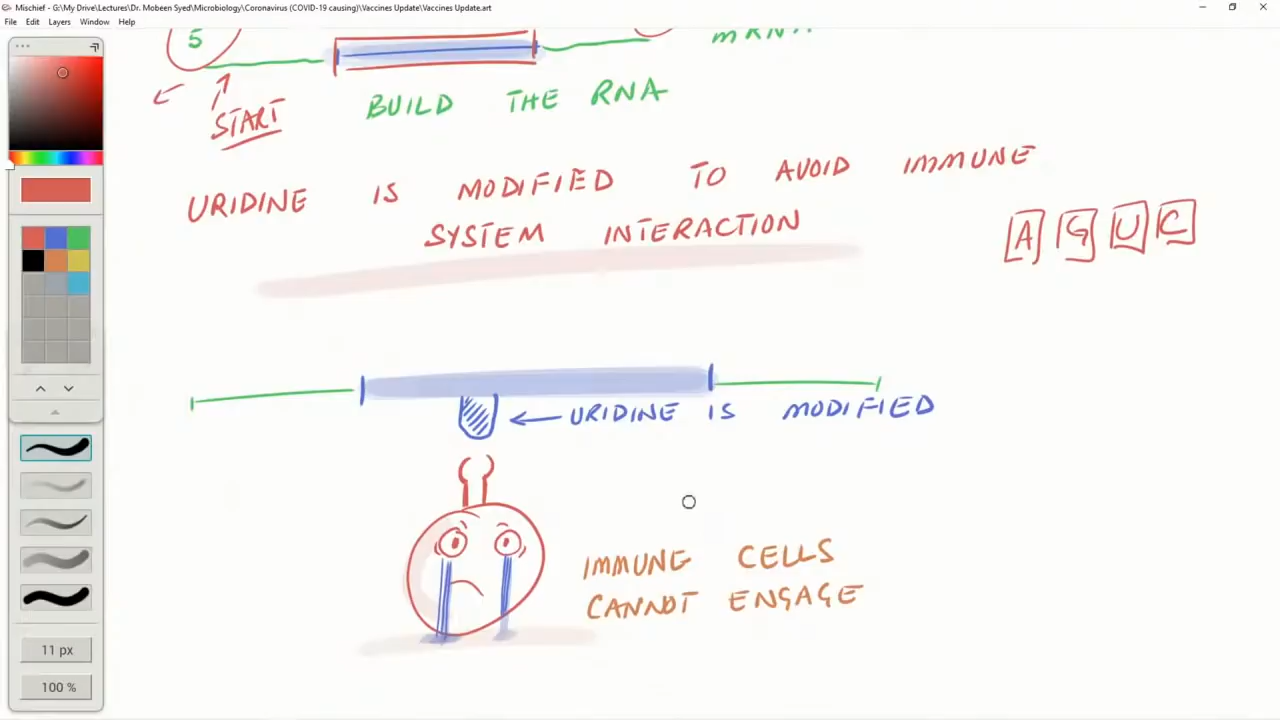 Mischief - G:\My Drive\Lectures\Dr. Mobeen Syed\Microbiology\Coronavirus (COVID-19 causing)\Vaccines Update\Vaccines Update.art
File Edit Layers Window Help
5
START
BUILD THE RNA
mRNA
URIDINE IS MODIFIED TO AVOID IMMUNE
SYSTEM INTERACTION
A G U C
URIDINE IS MODIFIED
IMMUNE CELLS
CANNOT ENGAGE
11 px
100 %